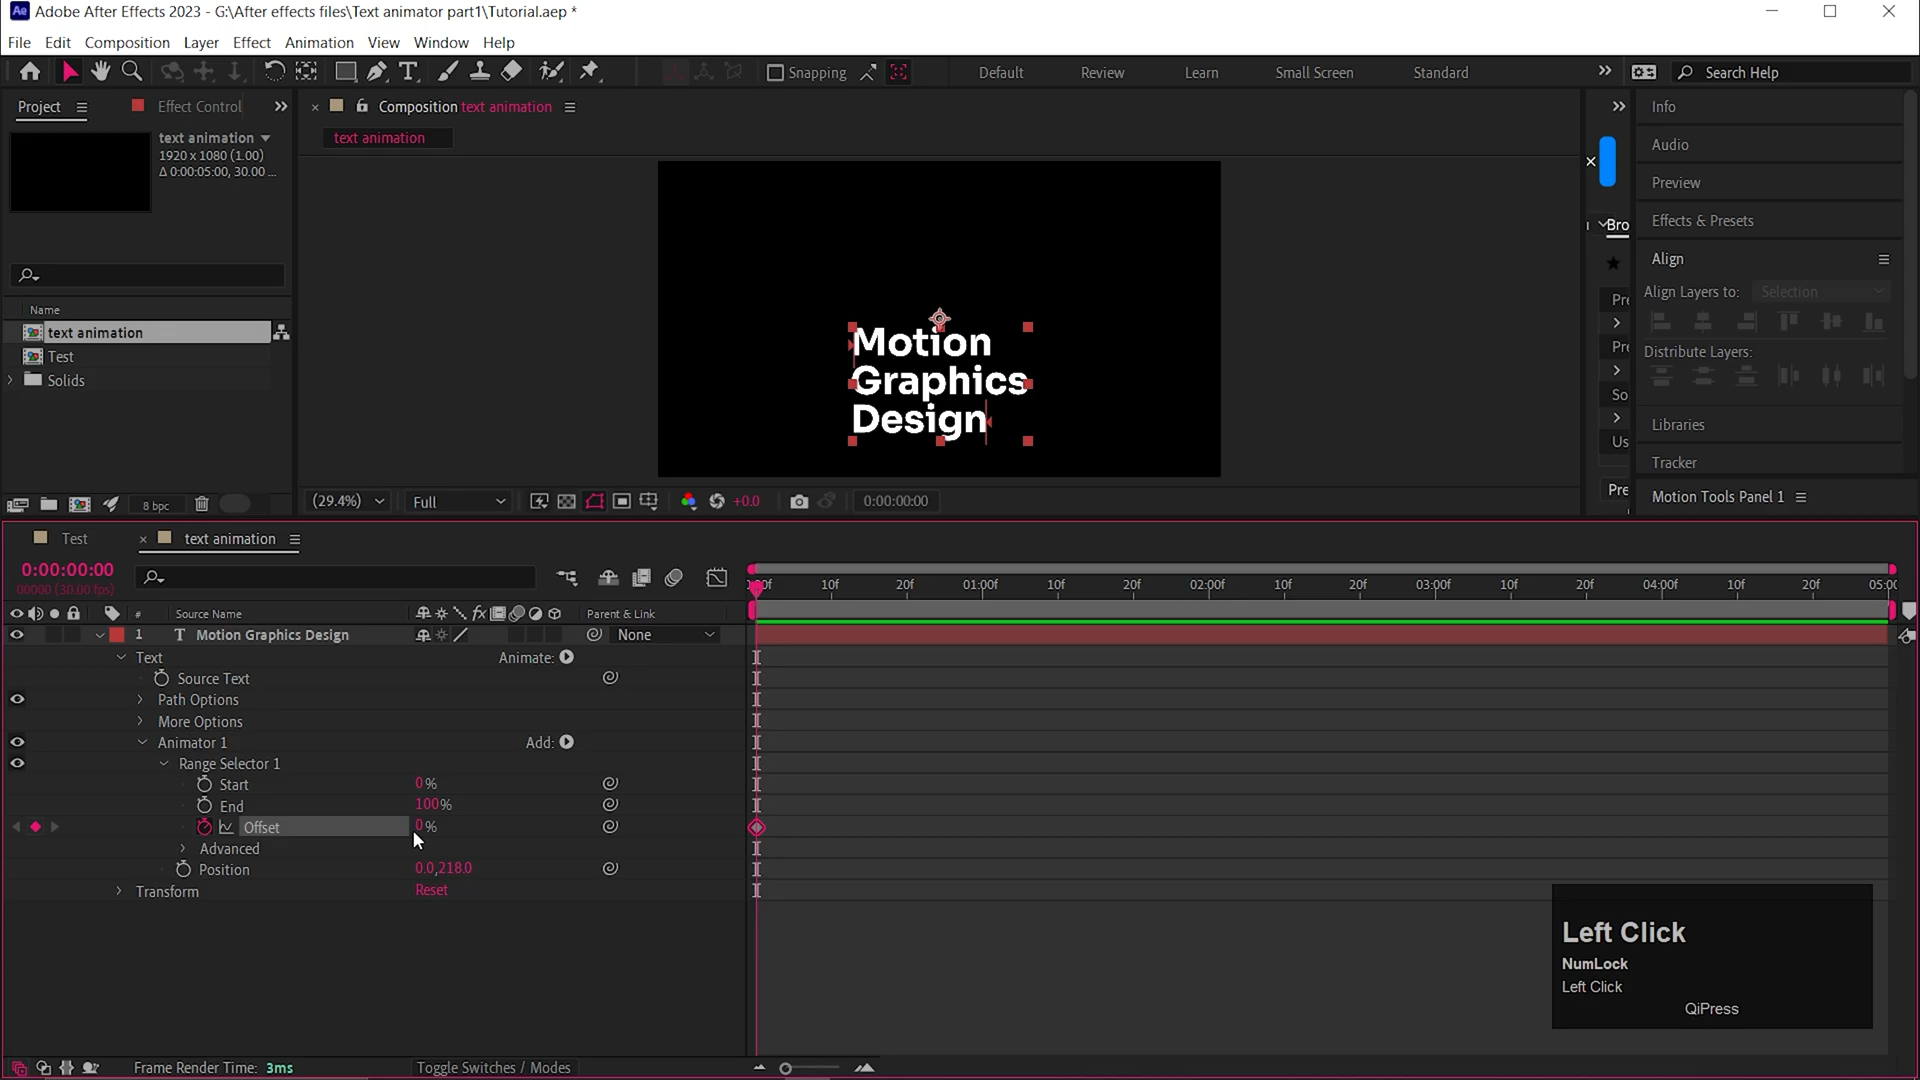 Adobe After Effects 2023 - G:\After effects files\Text animator part1\Tutorial.aep *
File Edit Composition Layer Effect Animation View Window Help
Snapping Default Review Learn Small Screen Standard Search Help
Project Effect Control
Composition text animation
Info
text animation
1920 x 1080 (1.00)
Δ 0:00:05:00, 30.00 ...
text animation
Audio
Preview
Effects & Presets
Bro
Align
Align Layers to: Selection
Distribute Layers:
Name
text animation
Test
Solids
Motion
Graphics
Design
Pre
Pre
So
Us
Pre
Libraries
Tracker
Motion Tools Panel 1
8 bpc
(29.4%) Full +0.0 0:00:00:00
Test text animation
0:00:00:00
00000 (30.00 fps)
10f 20f 01:00f 10f 20f 02:00f 10f 20f 03:00f 10f 20f 04:00f 10f 20f
# Source Name Parent & Link
1 T Motion Graphics Design None
Text Animate:
Source Text
Path Options
More Options
Animator 1 Add:
Range Selector 1
Start 0%
End 100%
Offset 0%
Advanced
Position 0.0,218.0
Transform Reset
Left Click
NumLock
Left Click
QiPress
Frame Render Time: 3ms Toggle Switches / Modes